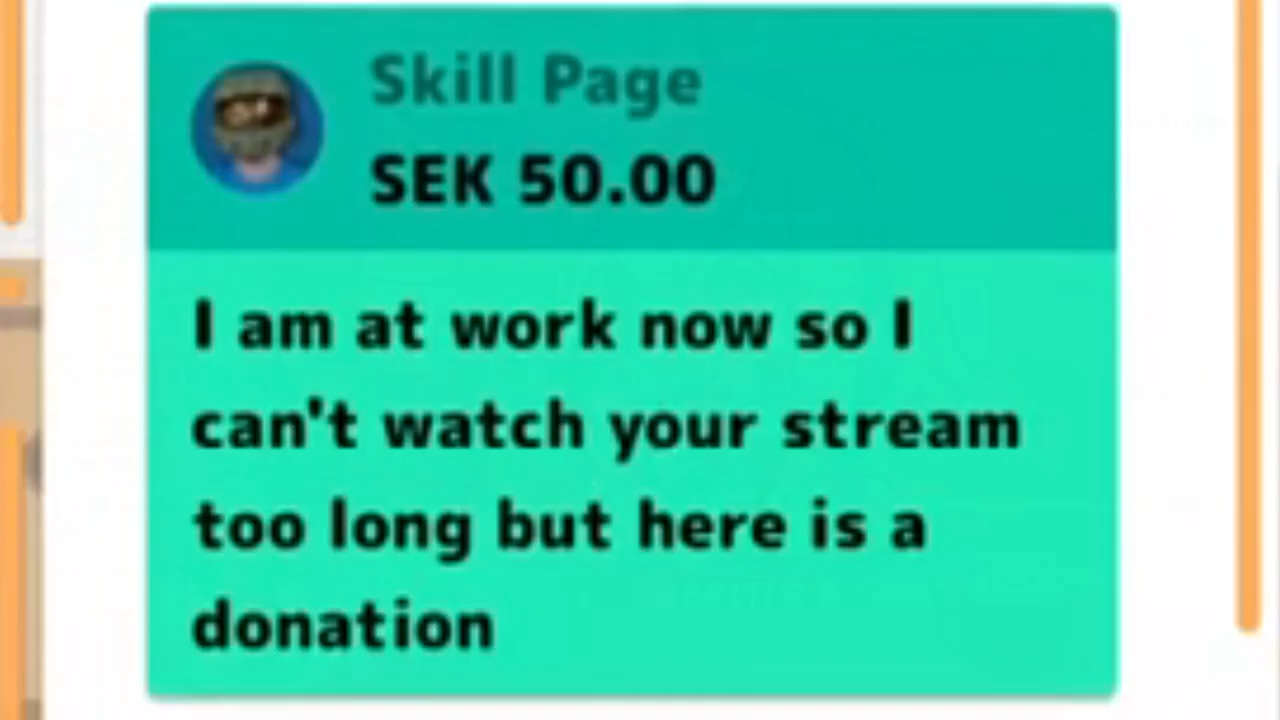 Skill Page
SEK 50.00
I am at work now so I
can't watch your stream
too long but here is a
donation